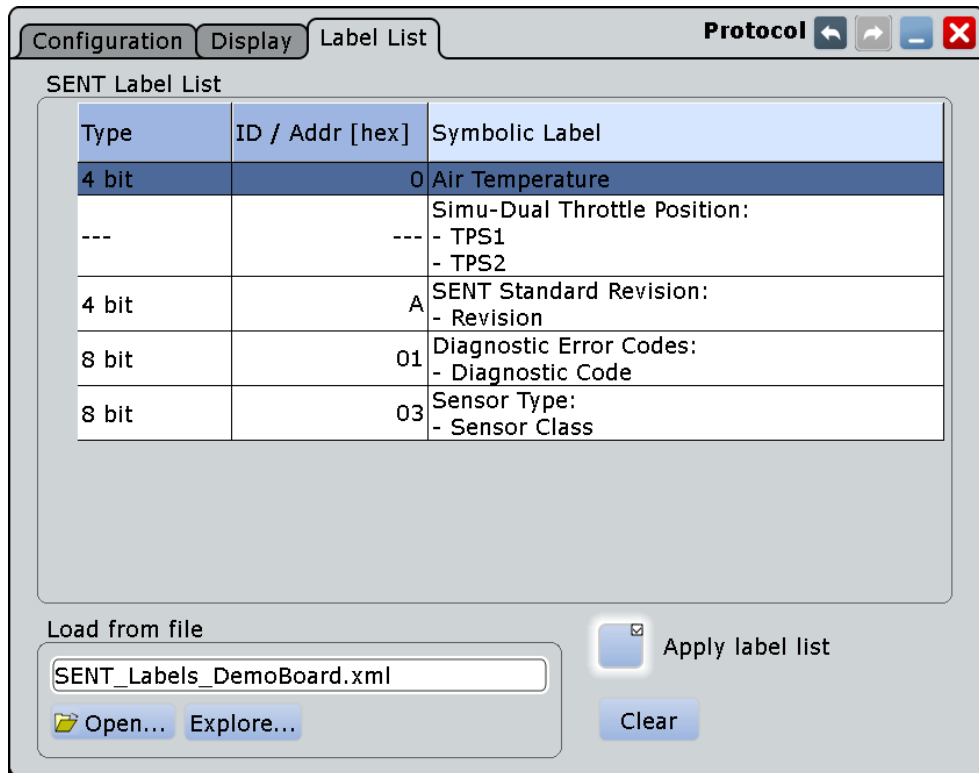 Configuration Display Label List Protocol
SENT Label List
Type ID / Addr [hex] Symbolic Label
4 bit 0 Air Temperature
Simu-Dual Throttle Position:
--- --- - TPS1
- TPS2
4 bit A SENT Standard Revision:
- Revision
8 bit 01 Diagnostic Error Codes:
- Diagnostic Code
8 bit 03 Sensor Type:
- Sensor Class
Load from file
SENT_Labels_DemoBoard.xml
Apply label list
Open... Explore... Clear